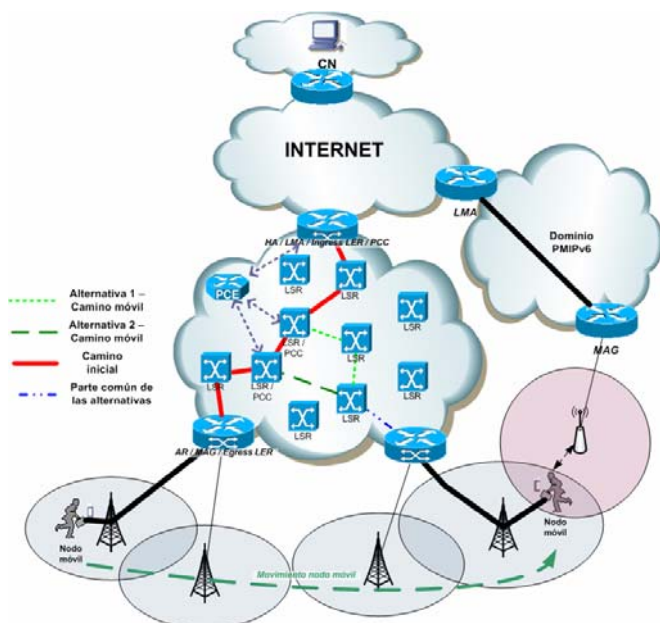 CN
INTERNET
LMA
Dominio
PMIPv6
HA / LMA / Ingress LER / PCC
PCE
LSR
LSR
LSR
LSR /
PCC
LSR
MAG
Alternativa 1 –
Camino móvil
Alternativa 2 –
Camino móvil
Camino
inicial
Parte común de
las alternativas
LSR
LSR /
PCC
LSR
LSR
LSR
AR / MAG / Egress LER
Nodo
móvil
Nodo
móvil
Movimiento nodo móvil